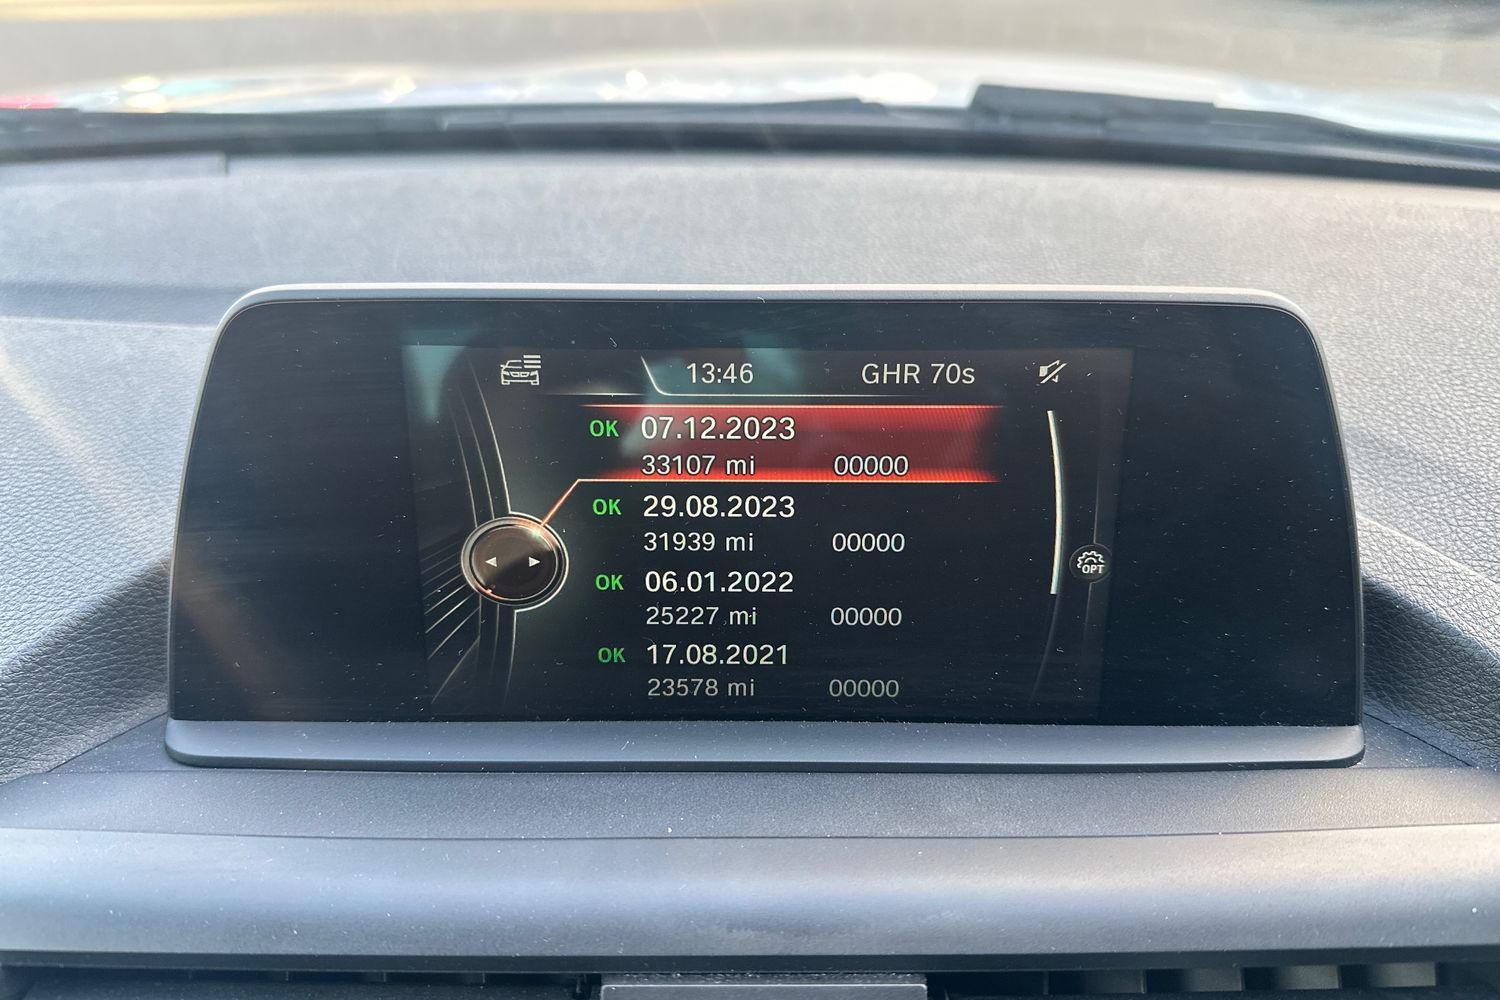 13:46 GHR 70s
OK 07.12.2023
33107 mi 00000
OK 29.08.2023
31939 mi 00000
OK 06.01.2022
25227 mi 00000
OPT
OK 17.08.2021
23578 mi 00000